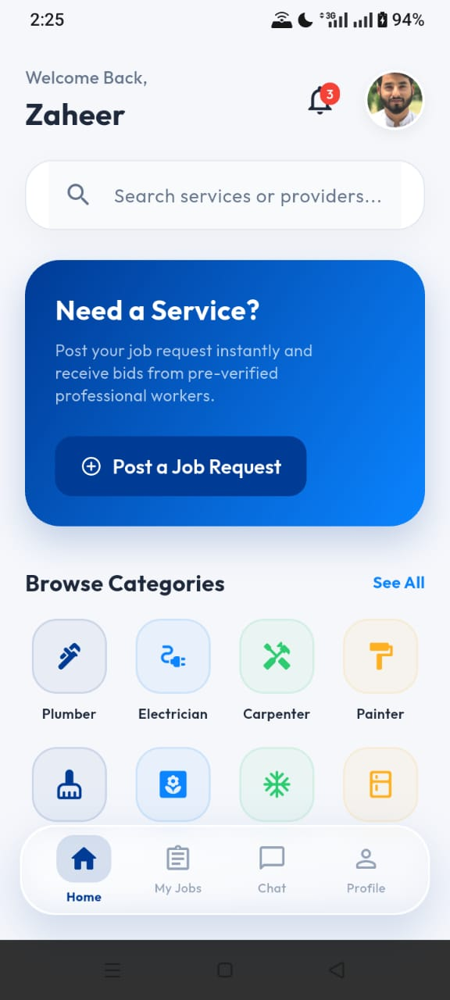 2:25
3G
94%
Welcome Back,
Zaheer
3
Search services or providers...
Need a Service?
Post your job request instantly and
receive bids from pre-verified
professional workers.
Post a Job Request
Browse Categories
See All
Plumber
Electrician
Carpenter
Painter
Home
My Jobs
Chat
Profile